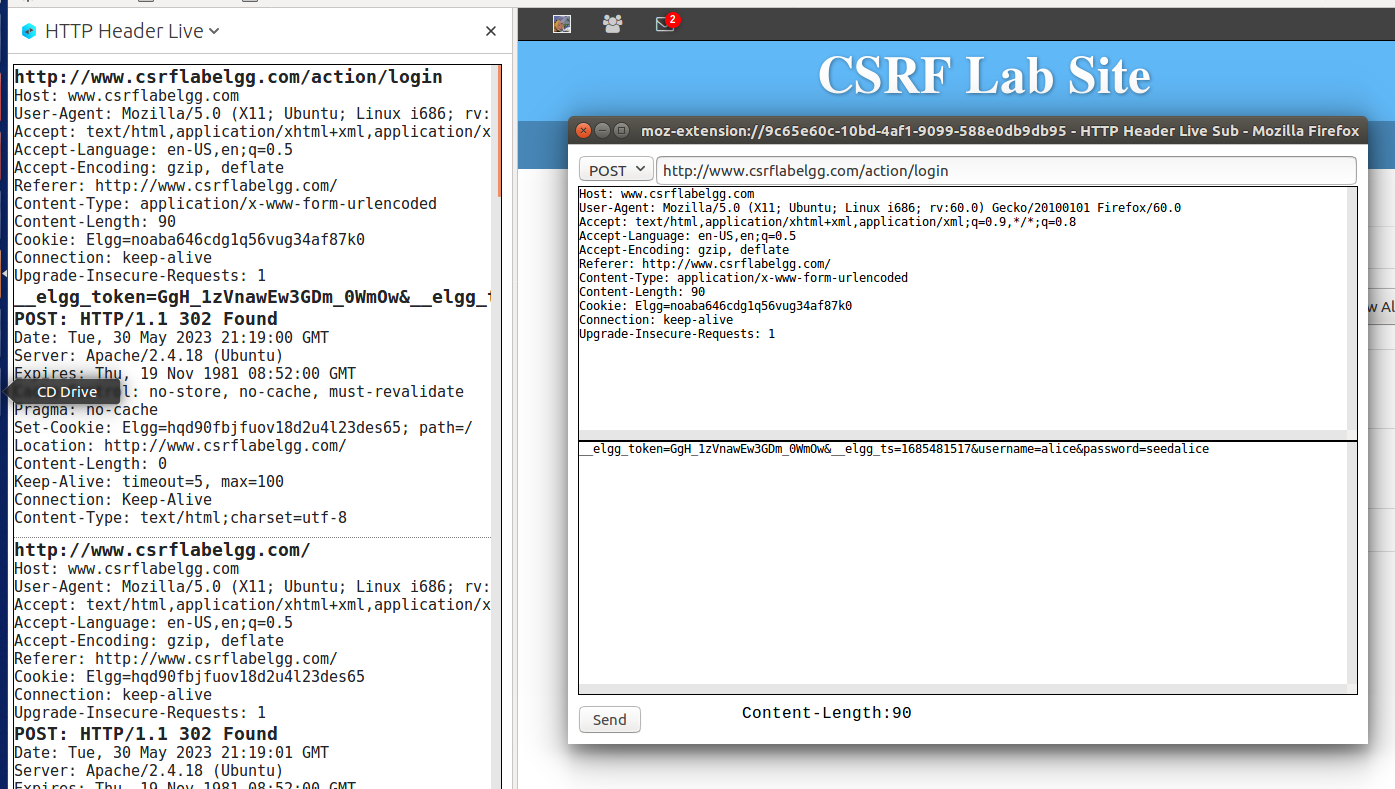 HTTP Header Live
http://www.csrflabelgg.com/action/login
Host: www.csrflabelgg.com
User-Agent: Mozilla/5.0 (X11; Ubuntu; Linux i686; rv:
Accept: text/html,application/xhtml+xml,application/x
Accept-Language: en-US,en;q=0.5
Accept-Encoding: gzip, deflate
Referer: http://www.csrflabelgg.com/
Content-Type: application/x-www-form-urlencoded
Content-Length: 90
Cookie: Elgg=noaba646cdg1q56vug34af87k0
Connection: keep-alive
Upgrade-Insecure-Requests: 1
__elgg_token=GgH_1zVnawEw3GDm_0WmOw&__elgg_t
POST: HTTP/1.1 302 Found
Date: Tue, 30 May 2023 21:19:00 GMT
Server: Apache/2.4.18 (Ubuntu)
Expires: Thu, 19 Nov 1981 08:52:00 GMT
CD Drive
l: no-store, no-cache, must-revalidate
Pragma: no-cache
Set-Cookie: Elgg=hqd90fbjfuov18d2u4l23des65; path=/
Location: http://www.csrflabelgg.com/
Content-Length: 0
Keep-Alive: timeout=5, max=100
Connection: Keep-Alive
Content-Type: text/html;charset=utf-8
http://www.csrflabelgg.com/
Host: www.csrflabelgg.com
User-Agent: Mozilla/5.0 (X11; Ubuntu; Linux i686; rv:
Accept: text/html,application/xhtml+xml,application/x
Accept-Language: en-US,en;q=0.5
Accept-Encoding: gzip, deflate
Referer: http://www.csrflabelgg.com/
Cookie: Elgg=hqd90fbjfuov18d2u4l23des65
Connection: keep-alive
Upgrade-Insecure-Requests: 1
POST: HTTP/1.1 302 Found
Date: Tue, 30 May 2023 21:19:01 GMT
Server: Apache/2.4.18 (Ubuntu)
Expires: Thu, 19 Nov 1981 08:52:00 GMT
2
CSRF Lab Site
moz-extension://9c65e60c-10bd-4af1-9099-588e0db9db95 - HTTP Header Live Sub - Mozilla Firefox
POST http://www.csrflabelgg.com/action/login
Host: www.csrflabelgg.com
User-Agent: Mozilla/5.0 (X11; Ubuntu; Linux i686; rv:60.0) Gecko/20100101 Firefox/60.0
Accept: text/html,application/xhtml+xml,application/xml;q=0.9,*/*;q=0.8
Accept-Language: en-US,en;q=0.5
Accept-Encoding: gzip, deflate
Referer: http://www.csrflabelgg.com/
Content-Type: application/x-www-form-urlencoded
Content-Length: 90
Cookie: Elgg=noaba646cdg1q56vug34af87k0
Connection: keep-alive
Upgrade-Insecure-Requests: 1
__elgg_token=GgH_1zVnawEw3GDm_0WmOw&__elgg_ts=1685481517&username=alice&password=seedalice
Send
Content-Length:90
w Al